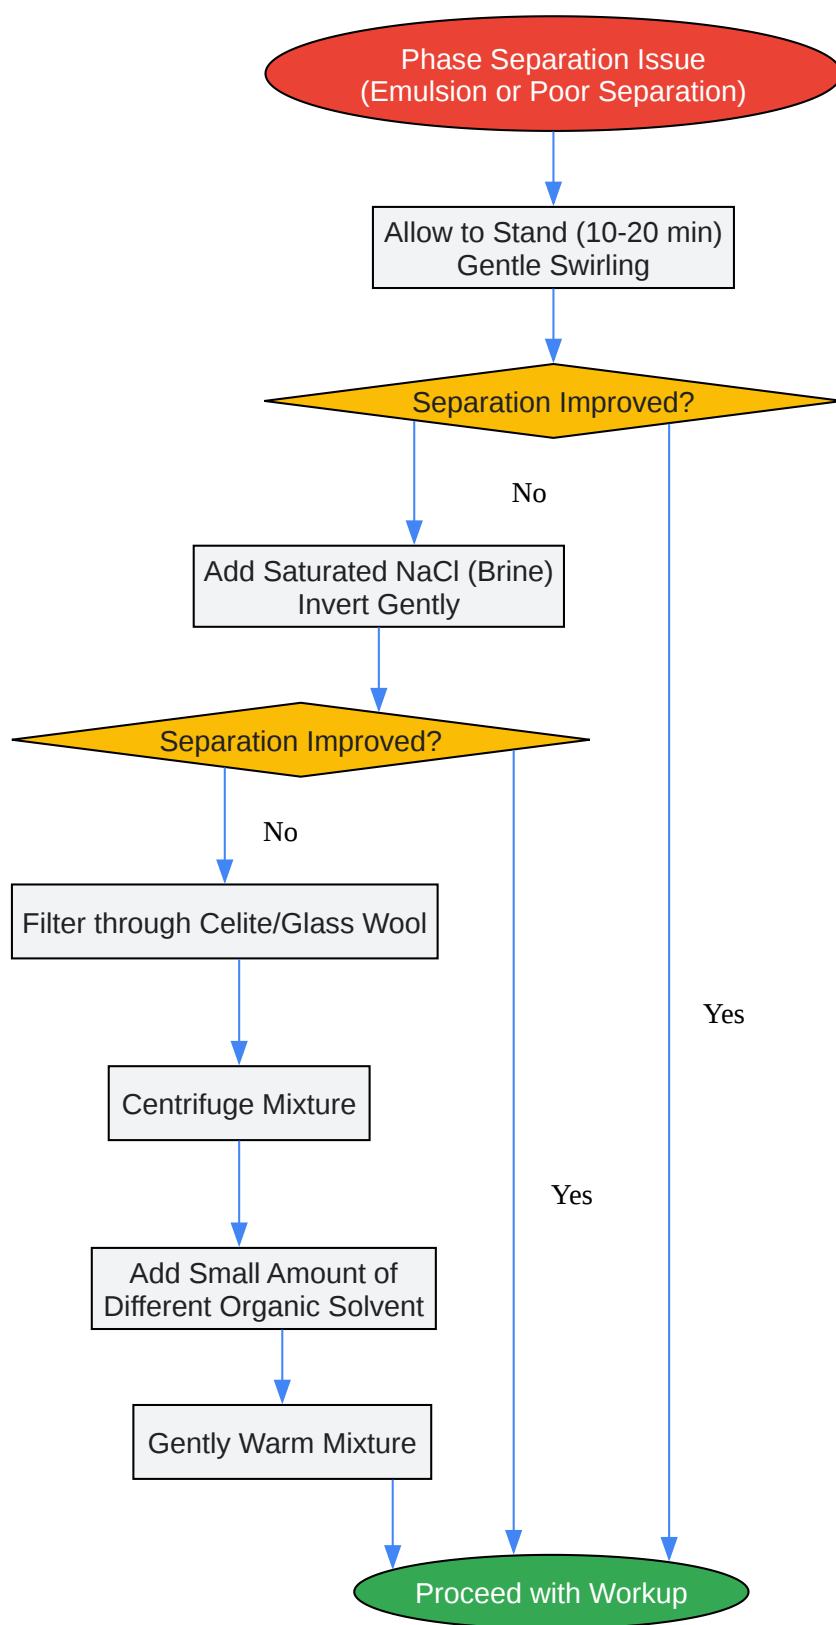 Phase Separation Issue
(Emulsion or Poor Separation)
Allow to Stand (10-20 min)
Gentle Swirling
Separation Improved?
No
Add Saturated NaCl (Brine)
Invert Gently
Separation Improved?
No
Filter through Celite/Glass Wool
Yes
Centrifuge Mixture
Yes
Add Small Amount of
Different Organic Solvent
Gently Warm Mixture
Proceed with Workup